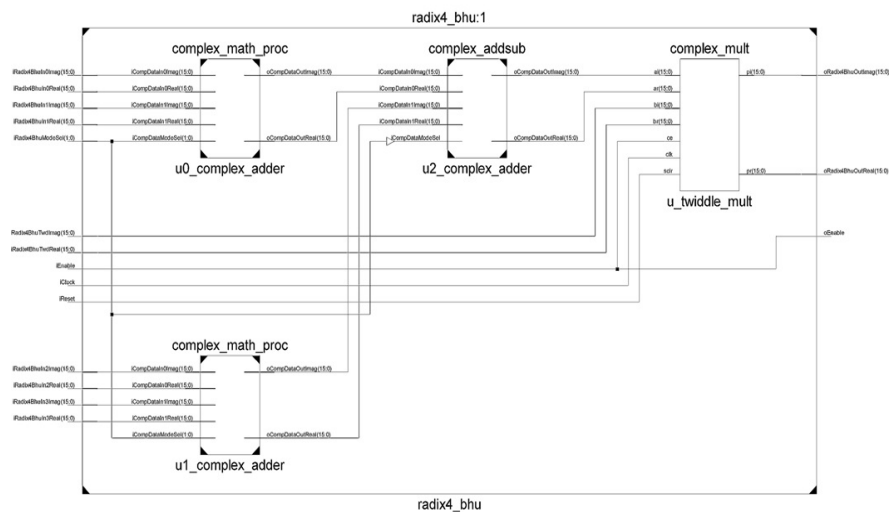 radix4_bhu:1
complex_math_proc
complex_addsub
complex_mult
iRadix4BhuIn0Imag(15:0)
iCompDataIn0Imag(15:0)
oCompDataOutImag(15:0)
iCompDataIn0Imag(15:0)
oCompDataOutImag(15:0)
ai(15:0)
pi(15:0)
oRadix4BhuOutImag(15:0)
iRadix4BhuIn0Real(15:0)
iCompDataIn0Real(15:0)
iCompDataIn0Real(15:0)
ar(15:0)
iRadix4BhuIn1Imag(15:0)
iCompDataIn1Imag(15:0)
iCompDataIn1Imag(15:0)
bi(15:0)
iRadix4BhuIn1Real(15:0)
iCompDataIn1Real(15:0)
iCompDataIn1Real(15:0)
br(15:0)
iRadix4BhuModeSel(1:0)
iCompDataModeSel(1:0)
oCompDataOutReal(15:0)
iCompDataModeSel
oCompDataOutReal(15:0)
ce
clk
sclr
pr(15:0)
oRadix4BhuOutReal(15:0)
u0_complex_adder
u2_complex_adder
u_twiddle_mult
Radix4BhuTwdImag(15:0)
iRadix4BhuTwdReal(15:0)
oEnable
iEnable
iClock
iReset
complex_math_proc
iRadix4BhuIn2Imag(15:0)
iCompDataIn0Imag(15:0)
oCompDataOutImag(15:0)
iRadix4BhuIn2Real(15:0)
iCompDataIn0Real(15:0)
iRadix4BhuIn3Imag(15:0)
iCompDataIn1Imag(15:0)
iRadix4BhuIn3Real(15:0)
iCompDataIn1Real(15:0)
iCompDataModeSel(1:0)
oCompDataOutReal(15:0)
u1_complex_adder
radix4_bhu